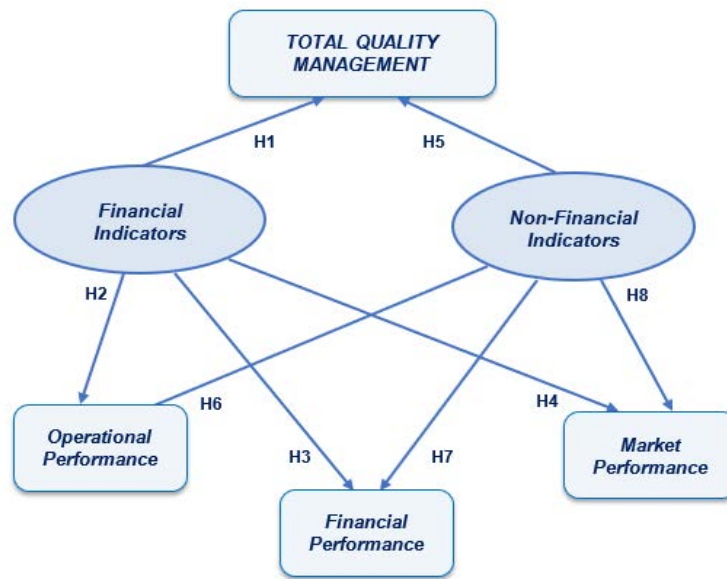 TOTAL QUALITY
MANAGEMENT
H1
H5
Financial
Indicators
Non-Financial
Indicators
H2
H8
H6
H4
Operational
Performance
H3
H7
Market
Performance
Financial
Performance